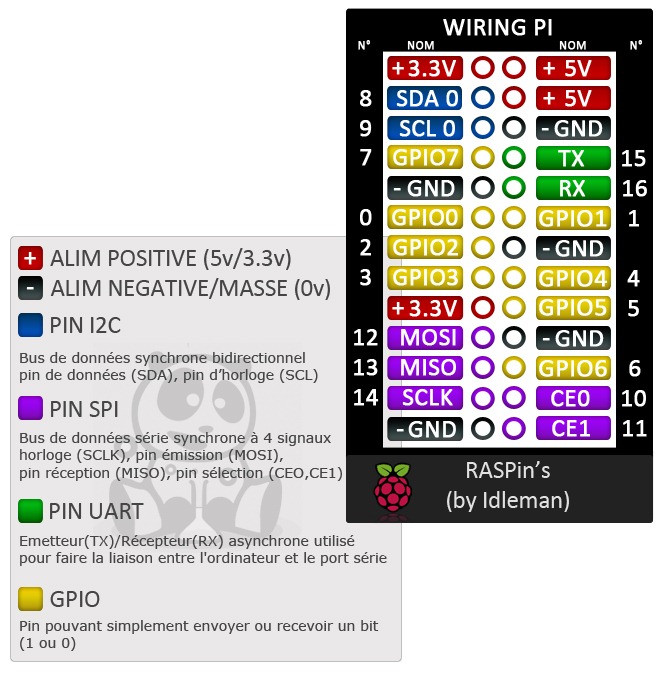 WIRING PI
N° NOM NOM N°
+3.3V + 5V
8 SDA 0 + 5V
9 SCL 0 - GND
7 GPIO7 TX 15
- GND RX 16
0 GPIO0 GPIO1 1
2 GPIO2 - GND
3 GPIO3 GPIO4 4
+3.3V GPIO5 5
12 MOSI - GND
13 MISO GPIO6 6
14 SCLK CE0 10
- GND CE1 11
RASPin's
(by Idleman)
+ ALIM POSITIVE (5v/3.3v)
- ALIM NEGATIVE/MASSE (0v)
PIN I2C
Bus de données synchrone bidirectionnel
pin de données (SDA), pin d’horloge (SCL)
PIN SPI
Bus de données série synchrone à 4 signaux
horloge (SCLK), pin émission (MOSI),
pin réception (MISO), pin sélection (CEO,CE1)
PIN UART
Emetteur(TX)/Récepteur(RX) asynchrone utilisé
pour faire la liaison entre l'ordinateur et le port série
GPIO
Pin pouvant simplement envoyer ou recevoir un bit
(1 ou 0)